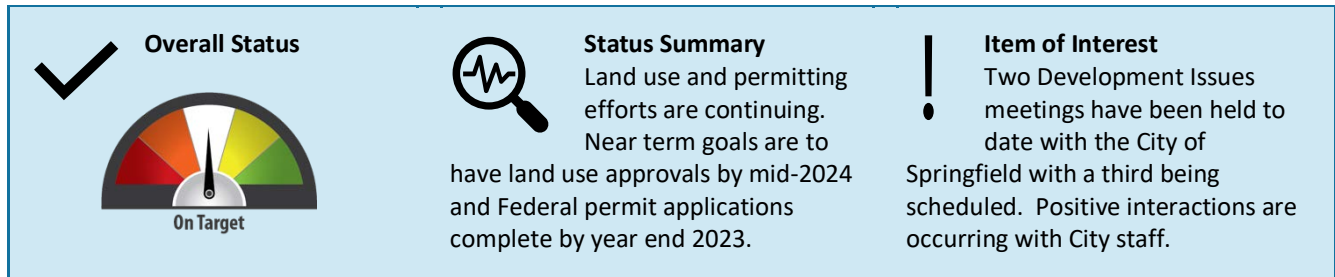 Overall Status
On Target
Status Summary
Land use and permitting
efforts are continuing.
Near term goals are to
have land use approvals by mid-2024
and Federal permit applications
complete by year end 2023.
Item of Interest
Two Development Issues
meetings have been held to
date with the City of
Springfield with a third being
scheduled.  Positive interactions are
occurring with City staff.